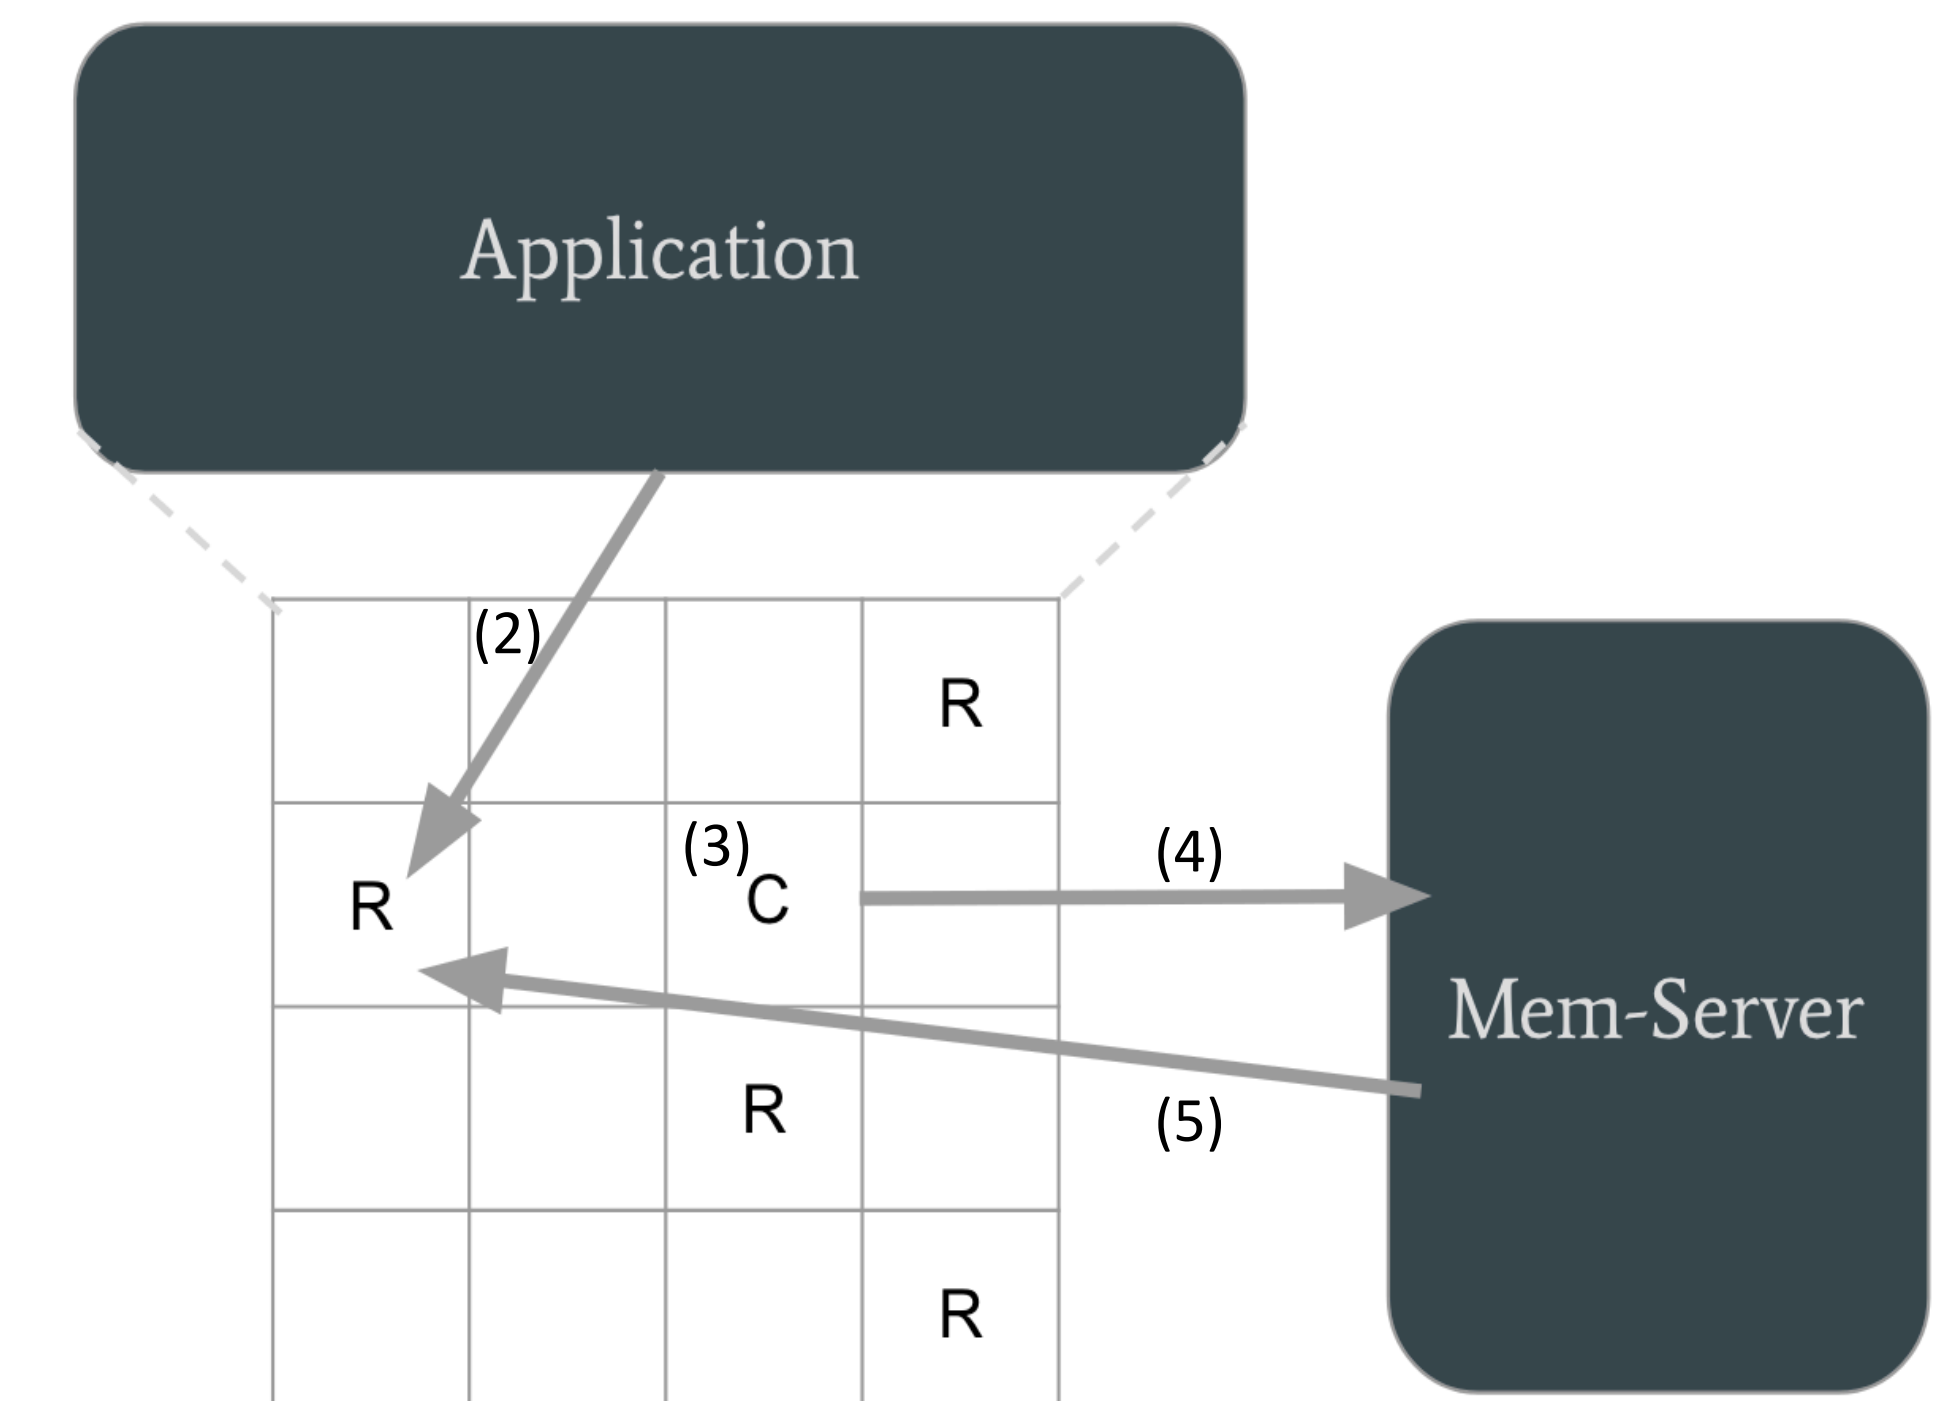 Application
(2)
R
(3)
C
(4)
R
Mem-Server
(5)
R
R